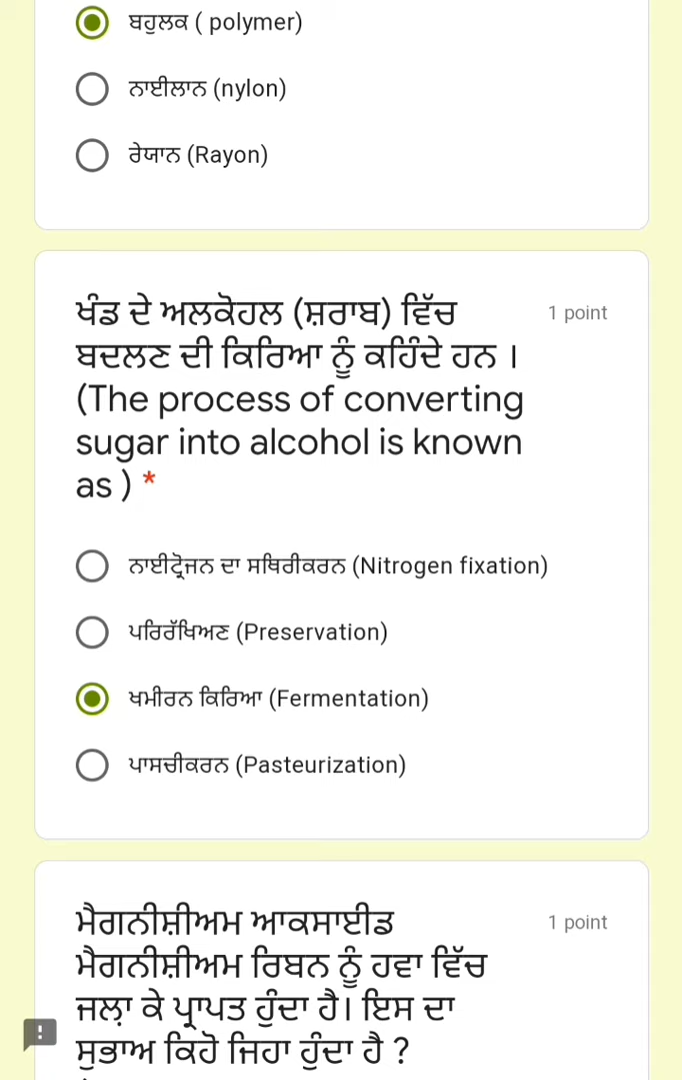 ਬਹੁਲਕ ( polymer)
ਨਾਈਲਾਨ (nylon)
ਰੇਯਾਨ (Rayon)
ਖੰਡ ਦੇ ਅਲਕੋਹਲ (ਸ਼ਰਾਬ) ਵਿੱਚ
1 point
ਬਦਲਣ ਦੀ ਕਿਰਿਆ ਨੂੰ ਕਹਿੰਦੇ ਹਨ ।
(The process of converting
sugar into alcohol is known
as ) *
ਨਾਈਟ੍ਰੋਜਨ ਦਾ ਸਥਿਰੀਕਰਨ (Nitrogen fixation)
ਪਰਿਰੱਖਿਅਣ (Preservation)
ਖਮੀਰਨ ਕਿਰਿਆ (Fermentation)
ਪਾਸਚੀਕਰਨ (Pasteurization)
ਮੈਗਨੀਸ਼ੀਅਮ ਆਕਸਾਈਡ
1 point
ਮੈਗਨੀਸ਼ੀਅਮ ਰਿਬਨ ਨੂੰ ਹਵਾ ਵਿੱਚ
ਜਲਾ਼ ਕੇ ਪ੍ਰਾਪਤ ਹੁੰਦਾ ਹੈ। ਇਸ ਦਾ
ਸੁਭਾਅ ਕਿਹੋ ਜਿਹਾ ਹੁੰਦਾ ਹੈ ?